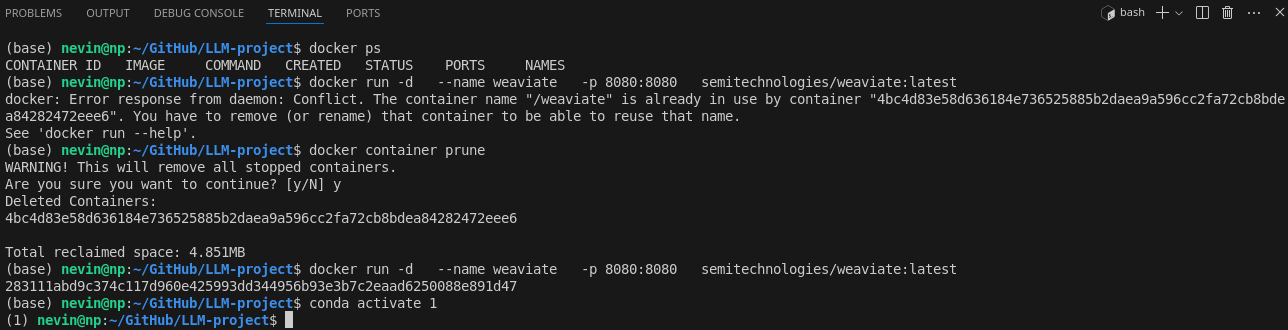 PROBLEMS OUTPUT DEBUG CONSOLE TERMINAL PORTS bash
(base) nevin@np:~/GitHub/LLM-project$ docker ps
CONTAINER ID   IMAGE     COMMAND   CREATED   STATUS    PORTS     NAMES
(base) nevin@np:~/GitHub/LLM-project$ docker run -d   --name weaviate   -p 8080:8080   semitechnologies/weaviate:latest
docker: Error response from daemon: Conflict. The container name "/weaviate" is already in use by container "4bc4d83e58d636184e736525885b2daea9a596cc2fa72cb8bde
a84282472eee6". You have to remove (or rename) that container to be able to reuse that name.
See 'docker run --help'.
(base) nevin@np:~/GitHub/LLM-project$ docker container prune
WARNING! This will remove all stopped containers.
Are you sure you want to continue? [y/N] y
Deleted Containers:
4bc4d83e58d636184e736525885b2daea9a596cc2fa72cb8bdea84282472eee6
Total reclaimed space: 4.851MB
(base) nevin@np:~/GitHub/LLM-project$ docker run -d   --name weaviate   -p 8080:8080   semitechnologies/weaviate:latest
283111abd9c374c117d960e425993dd344956b93e3b7c2eaad6250088e891d47
(base) nevin@np:~/GitHub/LLM-project$ conda activate 1
(1) nevin@np:~/GitHub/LLM-project$